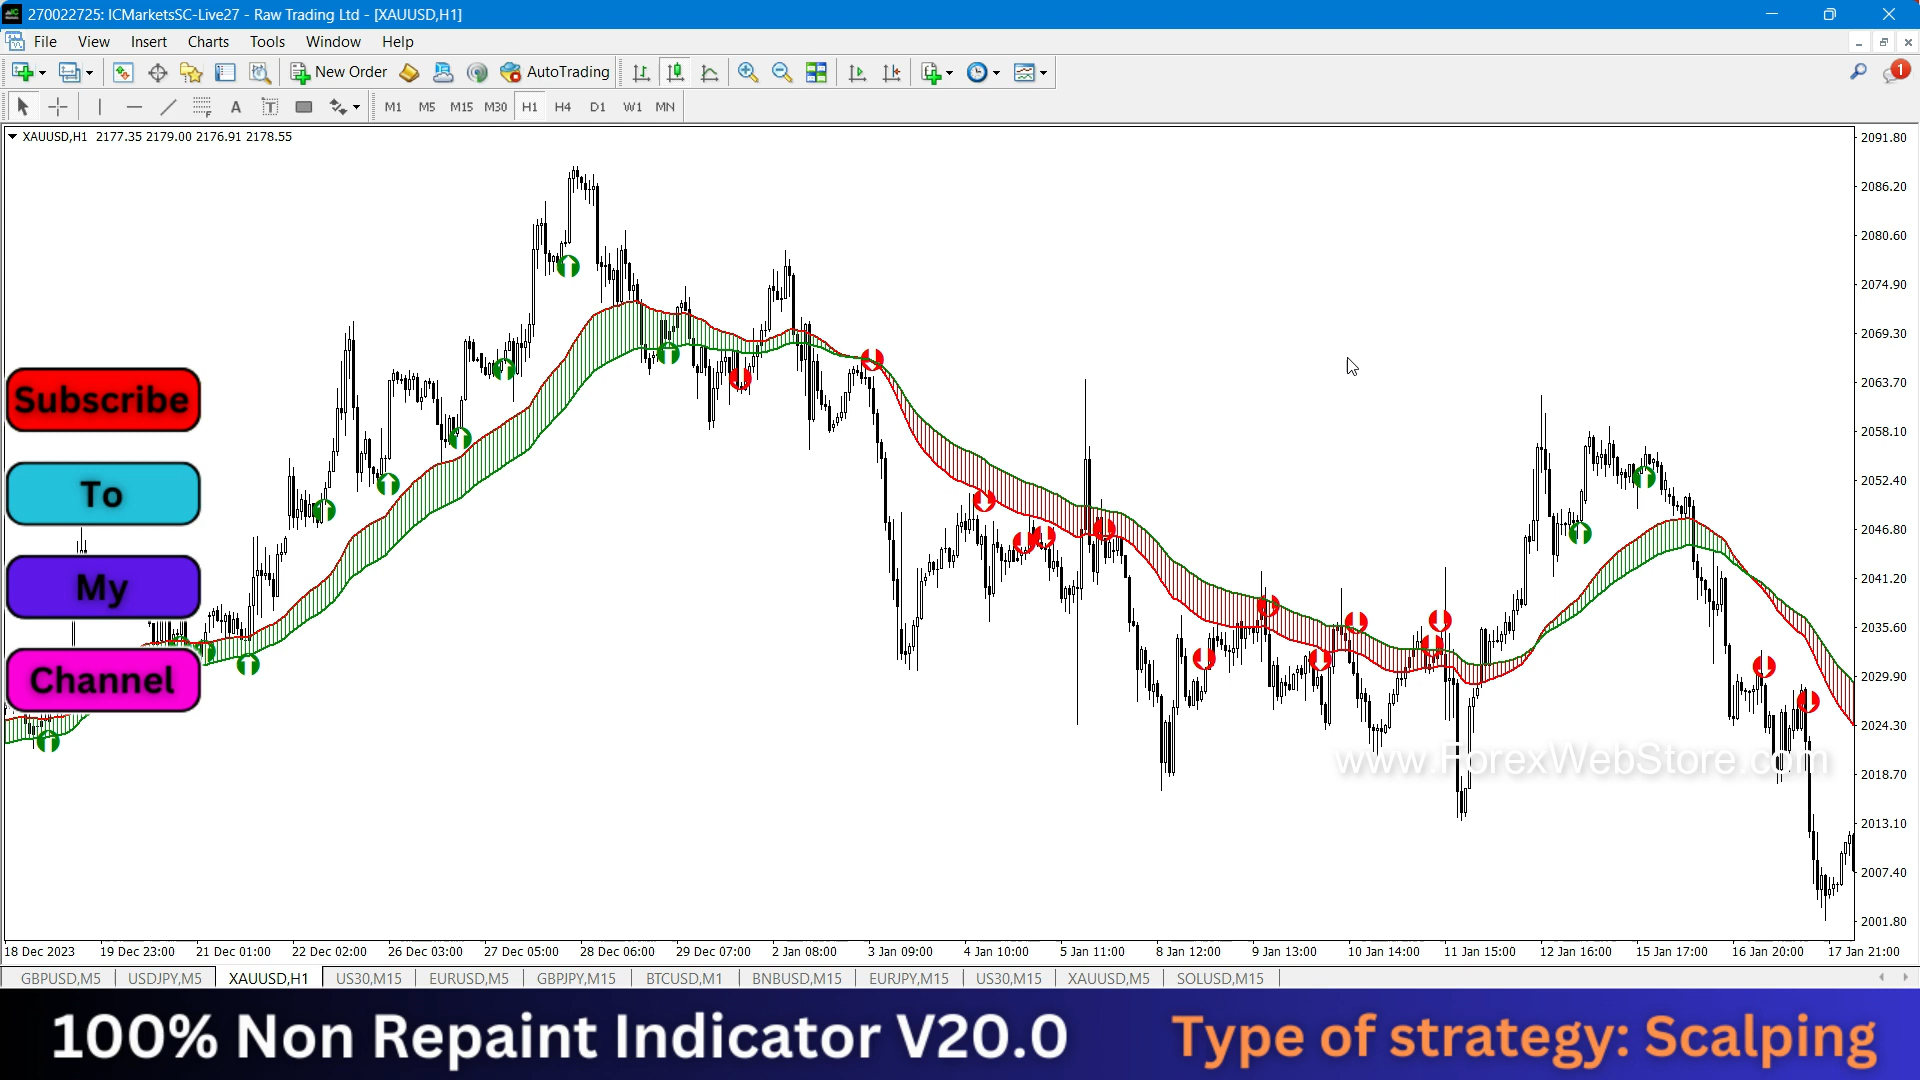 270022725: ICMarketsSC-Live27 - Raw Trading Ltd - [XAUUSD,H1]
File View Insert Charts Tools Window Help
New Order AutoTrading 1
A T M1 M5 M15 M30 H1 H4 D1 W1 MN
XAUUSD,H1 2177.35 2179.00 2176.91 2178.55
2091.80
2086.20
2080.60
2074.90
2069.30
2063.70
2058.10
2052.40
2046.80
2041.20
2035.60
2029.90
2024.30
2018.70
2013.10
2007.40
2001.80
Subscribe
To
My
Channel
www.ForexWebStore.com
18 Dec 2023 19 Dec 23:00 21 Dec 01:00 22 Dec 02:00 26 Dec 03:00 27 Dec 05:00 28 Dec 06:00 29 Dec 07:00 2 Jan 08:00 3 Jan 09:00 4 Jan 10:00 5 Jan 11:00 8 Jan 12:00 9 Jan 13:00 10 Jan 14:00 11 Jan 15:00 12 Jan 16:00 15 Jan 17:00 16 Jan 20:00 17 Jan 21:00
GBPUSD,M5 USDJPY,M5 XAUUSD,H1 US30,M15 EURUSD,M5 GBPJPY,M15 BTCUSD,M1 BNBUSD,M15 EURJPY,M15 US30,M15 XAUUSD,M5 SOLUSD,M15
100% Non Repaint Indicator V20.0 Type of strategy: Scalping